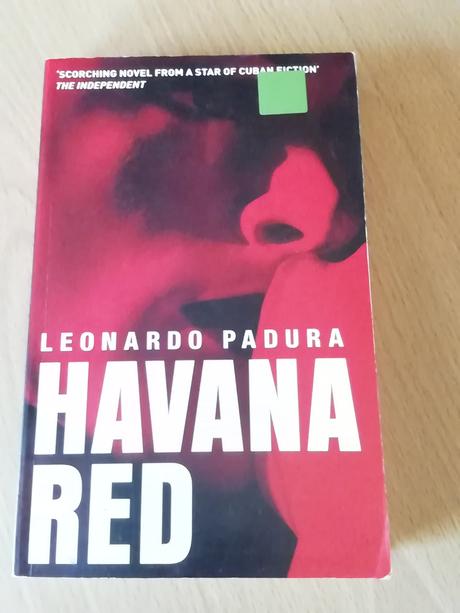 'SCORCHING NOVEL FROM A STAR OF CUBAN FICTION'
THE INDEPENDENT
LEONARDO PADURA
HAVANA
RED